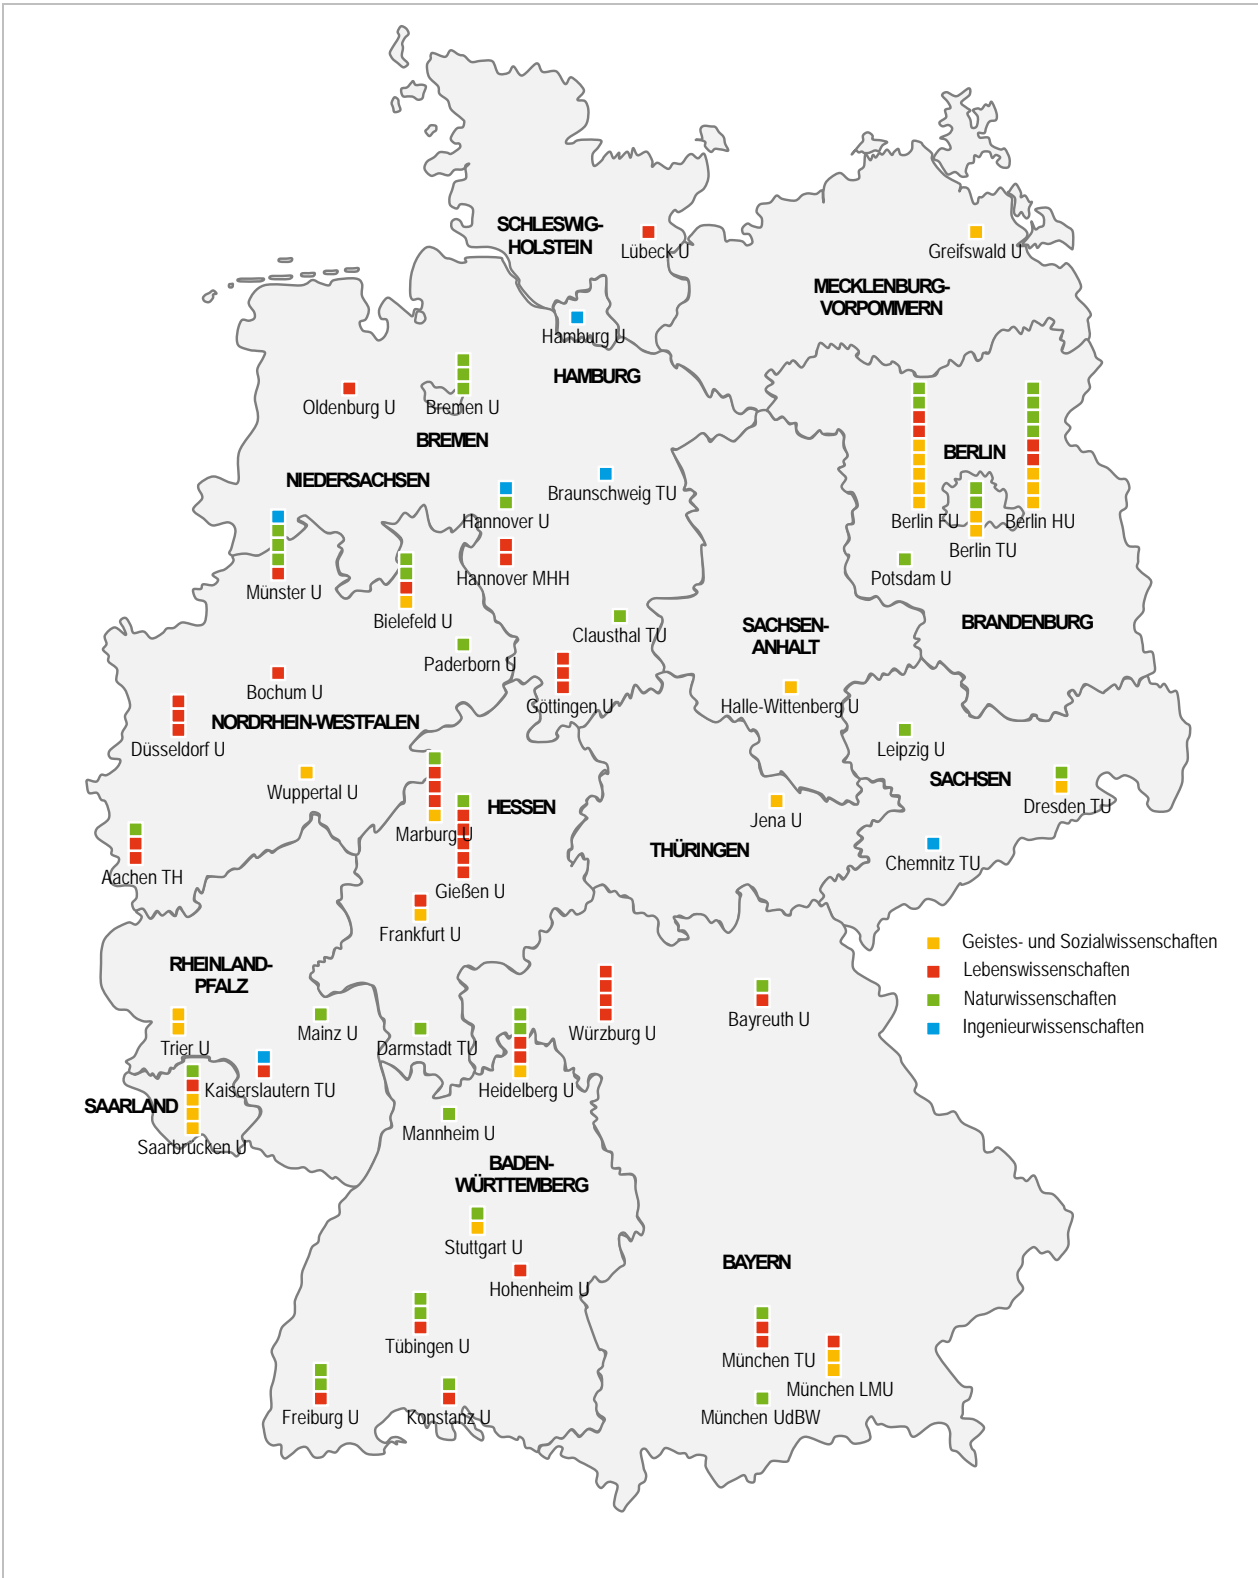 SCHLESWIG-
HOLSTEIN
Lübeck U
Greifswald U
MECKLENBURG-
VORPOMMERN
Hamburg U
HAMBURG
Oldenburg U
Bremen U
BREMEN
BERLIN
NIEDERSACHSEN
Braunschweig TU
Hannover U
Berlin FU
Berlin HU
Berlin TU
Hannover MHH
Potsdam U
Münster U
Bielefeld U
Clausthal TU
SACHSEN-
ANHALT
BRANDENBURG
Paderborn U
Bochum U
Göttingen U
Halle-Wittenberg U
NORDRHEIN-WESTFALEN
Düsseldorf U
Leipzig U
SACHSEN
Wuppertal U
HESSEN
Dresden TU
Jena U
Marburg U
THÜRINGEN
Chemnitz TU
Aachen TH
Gießen U
Frankfurt U
Geistes- und Sozialwissenschaften
Lebenswissenschaften
Naturwissenschaften
Ingenieurwissenschaften
RHEINLAND-
PFALZ
Bayreuth U
Würzburg U
Mainz U
Trier U
Darmstadt TU
Kaiserslautern TU
Heidelberg U
SAARLAND
Saarbrücken U
Mannheim U
BADEN-
WÜRTTEMBERG
Stuttgart U
BAYERN
Hohenheim U
Tübingen U
München TU
München LMU
Freiburg U
Konstanz U
München UdBW